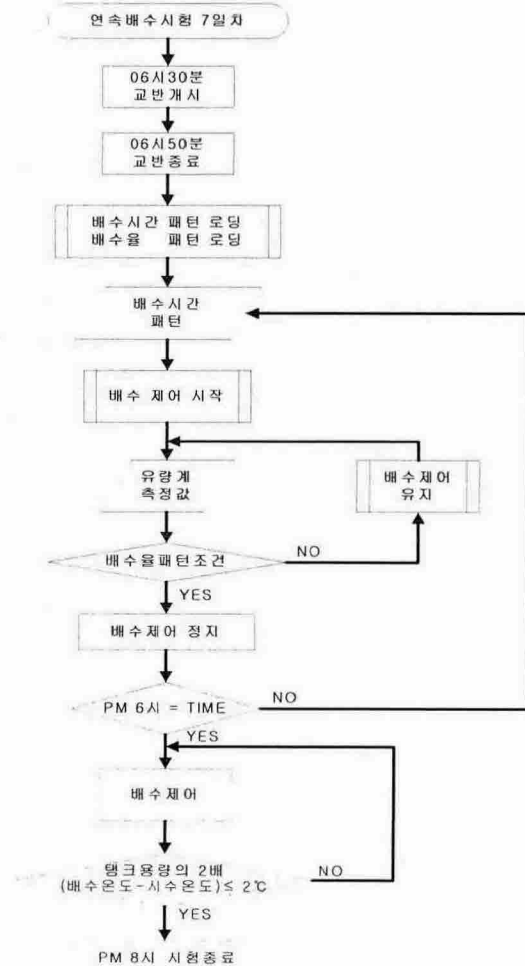 연속배수시험 7일차
06시30분
교반개시
06시50분
교반종료
배수시간 패턴 로딩
배수율 패턴 로딩
배수시간
패턴
배수 제어 시작
유량계
측정값
배수제어
유지
배수율패턴조건
NO
YES
배수제어 정지
PM 6시 = TIME
NO
YES
배수제어
탱크용량의 2배
(배수온도-시수온도)≤ 2℃
NO
YES
PM 8시 시험종료